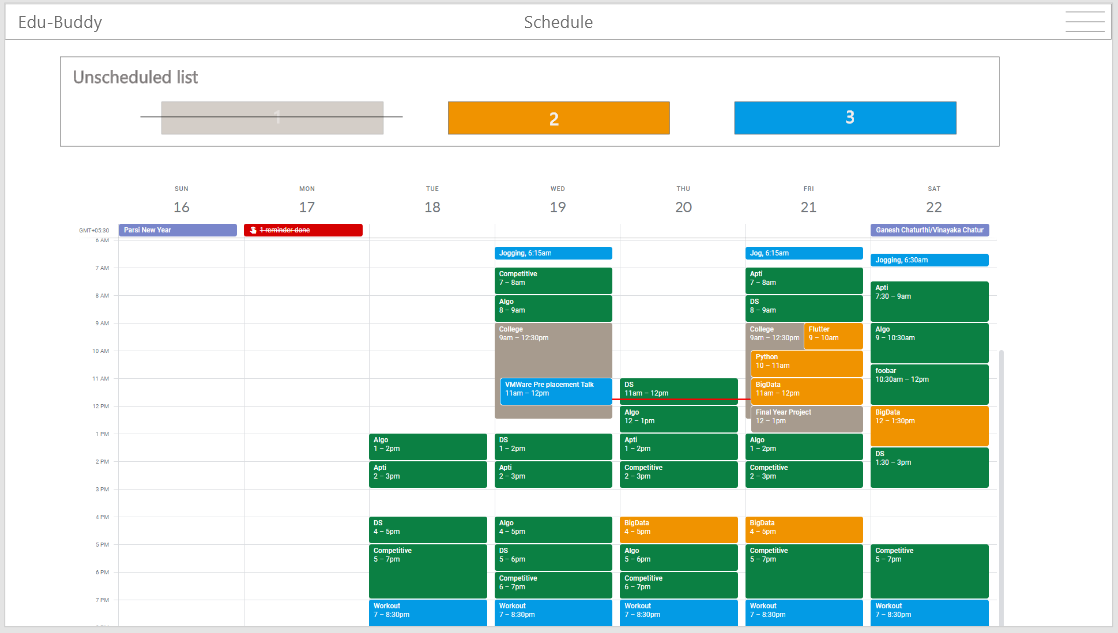 Edu-Buddy
Schedule
Unscheduled list
1
2
3
SUN
MON
TUE
WED
THU
FRI
SAT
16
17
18
19
20
21
22
GMT+05:30
Parsi New Year
1 reminder done
Ganesh Chaturthi/Vinayaka Chatur
6 AM
Jogging, 6:15am
Jog, 6:15am
Jogging, 6:30am
7 AM
Competitive
7 – 8am
Apti
7 – 8am
Apti
7:30 – 9am
8 AM
Algo
8 – 9am
DS
8 – 9am
9 AM
College
9am – 12:30pm
College
9am – 12:30pm
Flutter
9 – 10am
Algo
9 – 10:30am
10 AM
Python
10 – 11am
foobar
10:30am – 12pm
11 AM
VMWare Pre placement Talk
11am – 12pm
DS
11am – 12pm
BigData
11am – 12pm
12 PM
Algo
12 – 1pm
Final Year Project
12 – 1pm
BigData
12 – 1:30pm
1 PM
Algo
1 – 2pm
DS
1 – 2pm
Apti
1 – 2pm
Algo
1 – 2pm
DS
1:30 – 3pm
2 PM
Apti
2 – 3pm
Apti
2 – 3pm
Competitive
2 – 3pm
Competitive
2 – 3pm
3 PM
4 PM
DS
4 – 5pm
Algo
4 – 5pm
BigData
4 – 5pm
BigData
4 – 5pm
5 PM
Competitive
5 – 7pm
DS
5 – 6pm
Algo
5 – 6pm
Competitive
5 – 7pm
Competitive
5 – 7pm
6 PM
Competitive
6 – 7pm
Competitive
6 – 7pm
7 PM
Workout
7 – 8:30pm
Workout
7 – 8:30pm
Workout
7 – 8:30pm
Workout
7 – 8:30pm
Workout
7 – 8:30pm